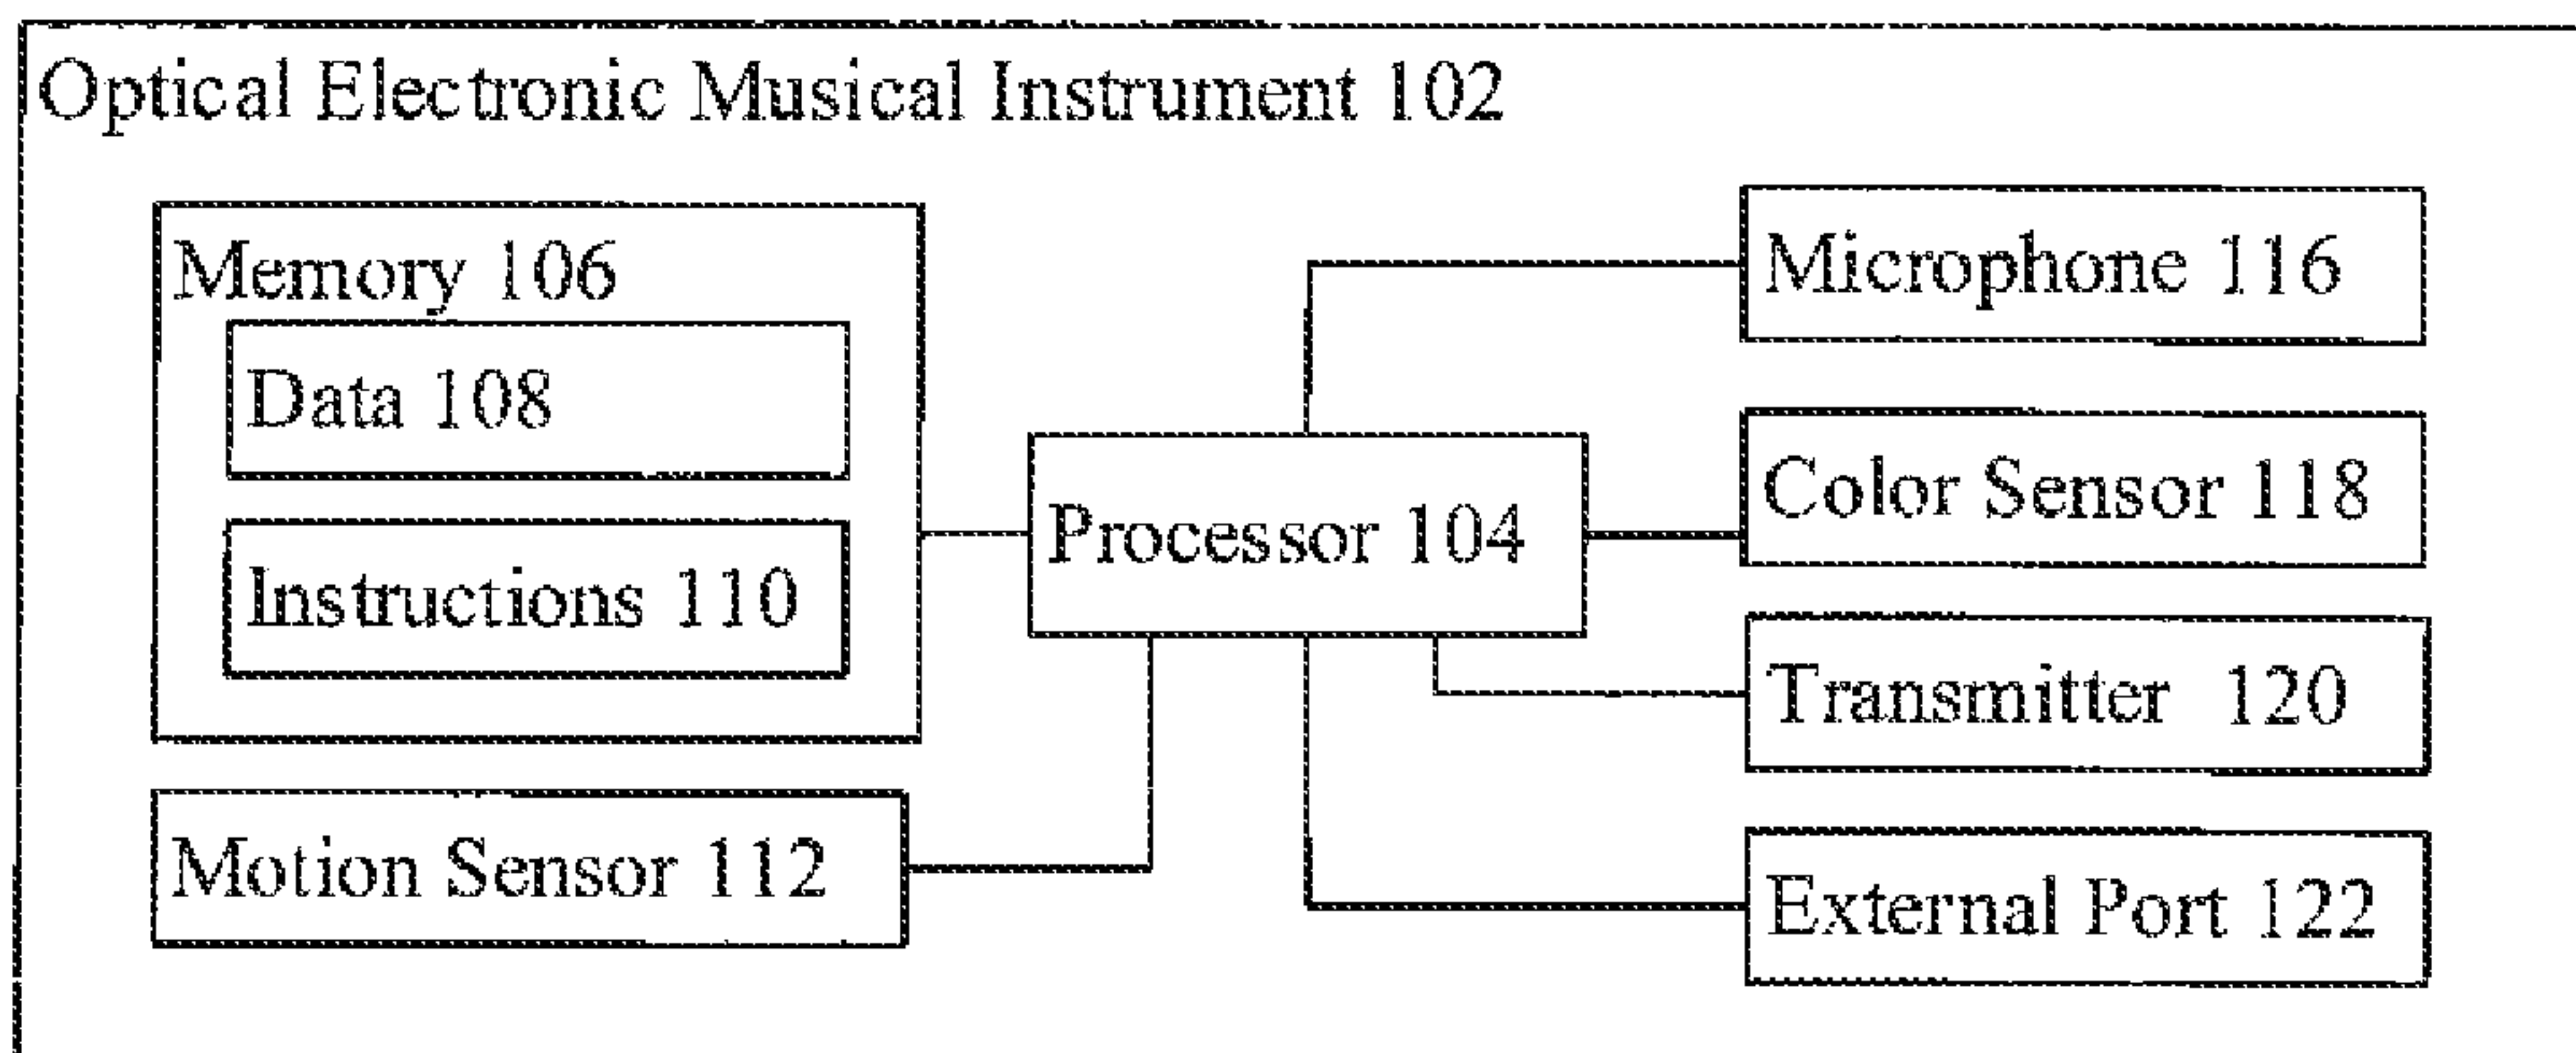 Optical Electronic Musical Instrument 102
Memory 106
Data 108
Instructions 110
Motion Sensor 112
Processor 104
Microphone 116
Color Sensor 118
Transmitter 120
External Port 122